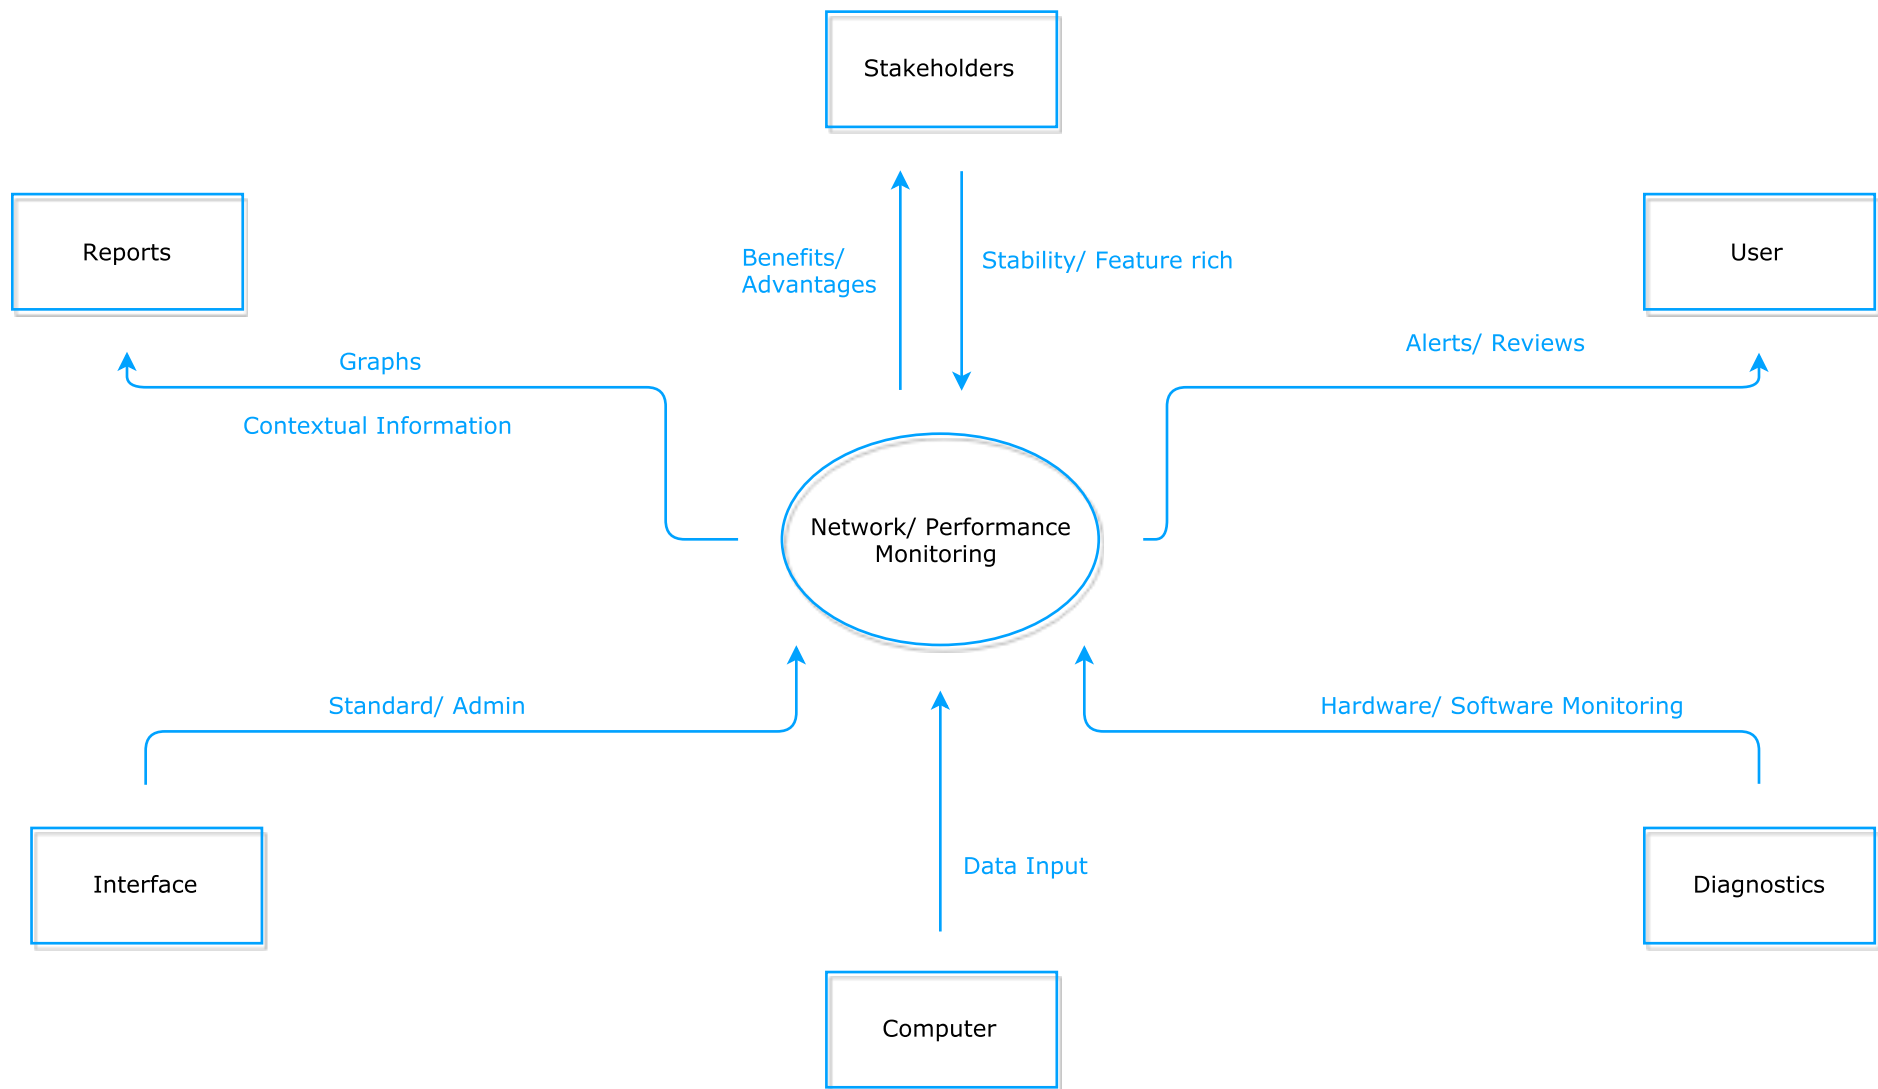 Stakeholders
Reports
User
Benefits/
Advantages
Stability/ Feature rich
Alerts/ Reviews
Graphs
Contextual Information
Network/ Performance
Monitoring
Standard/ Admin
Hardware/ Software Monitoring
Data Input
Interface
Diagnostics
Computer